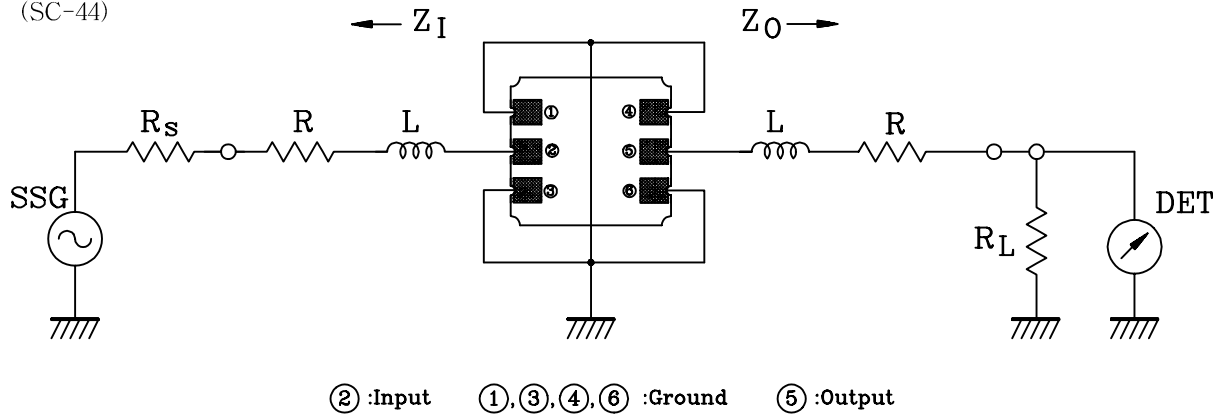 (SC-44)
Z_I
Z_O
①
④
R_s
R
L
②
⑤
L
R
③
⑥
SSG
DET
R_L
② :Input ①,③,④,⑥ :Ground ⑤ :Output